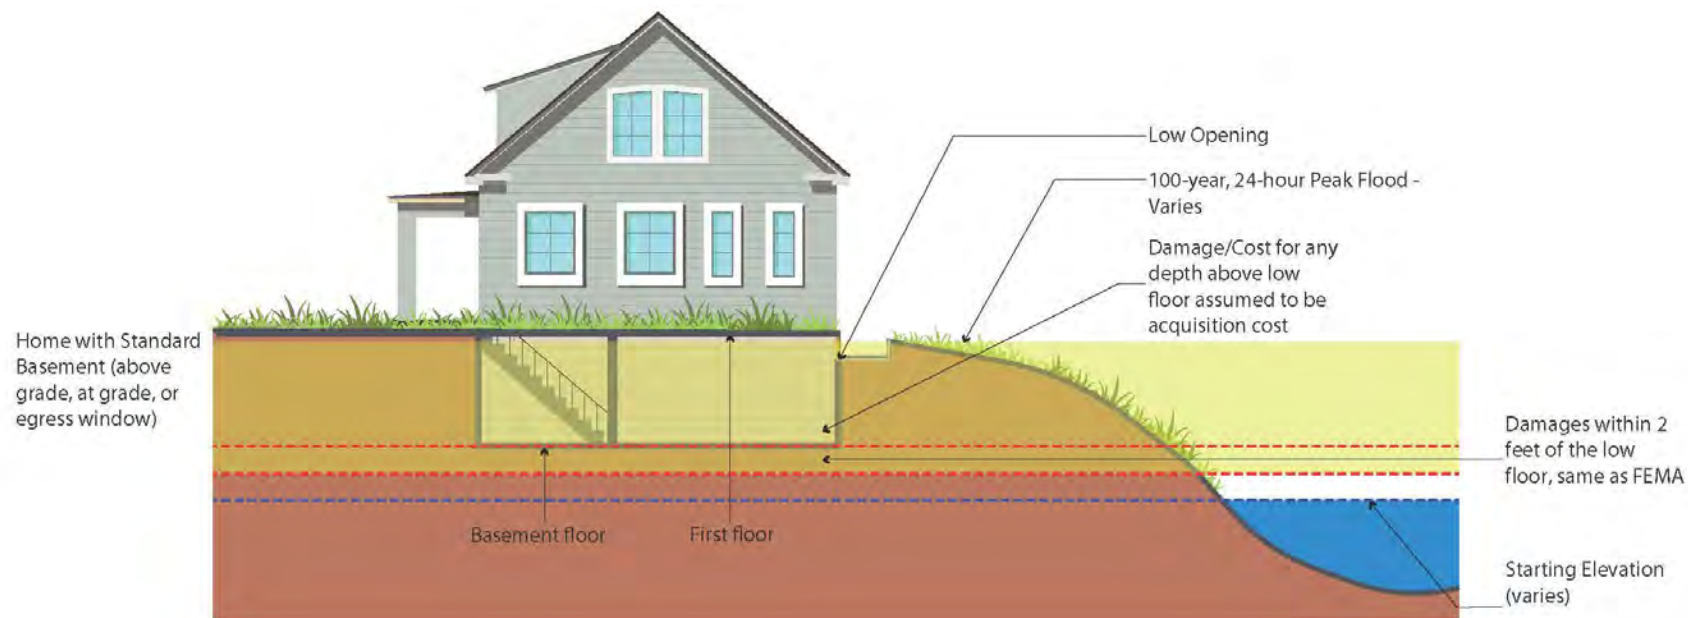 Low Opening
100-year, 24-hour Peak Flood -
Varies
Damage/Cost for any
depth above low
floor assumed to be
acquisition cost
Home with Standard
Basement (above
grade, at grade, or
egress window)
Damages within 2
feet of the low
floor, same as FEMA
Basement floor
First floor
Starting Elevation
(varies)